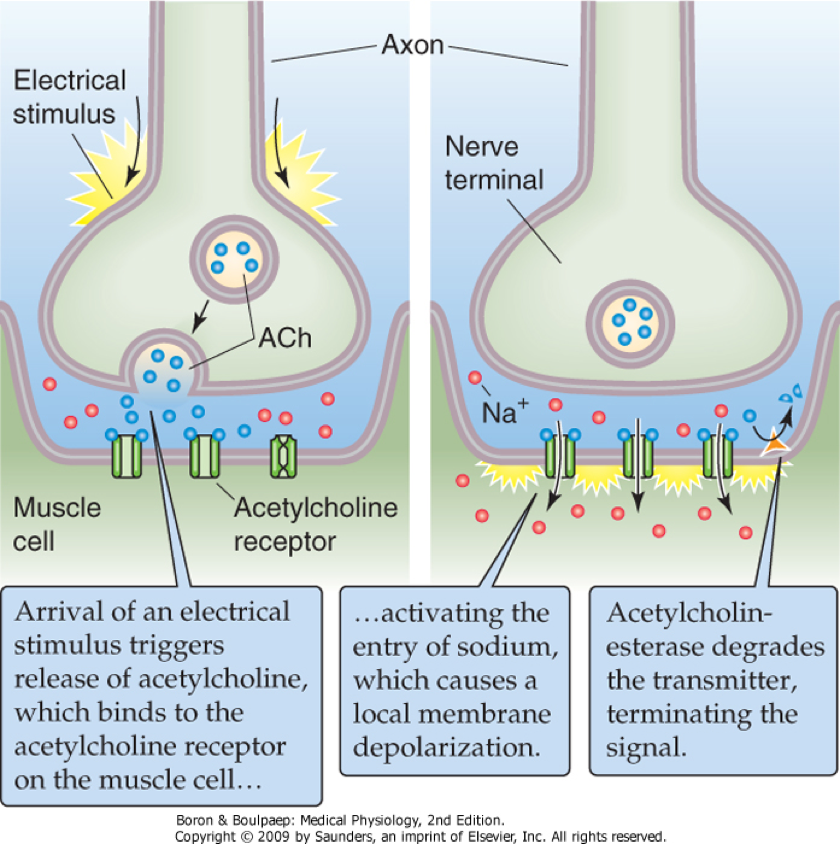 Axon
Electrical
stimulus
Nerve
terminal
ACh
Na⁺
Muscle
cell
Acetylcholine
receptor
Arrival of an electrical
stimulus triggers
release of acetylcholine,
which binds to the
acetylcholine receptor
on the muscle cell…
…activating the
entry of sodium,
which causes a
local membrane
depolarization.
Acetylcholin-
esterase degrades
the transmitter,
terminating the
signal.
Boron & Boulpaep: Medical Physiology, 2nd Edition.
Copyright © 2009 by Saunders, an imprint of Elsevier, Inc. All rights reserved.